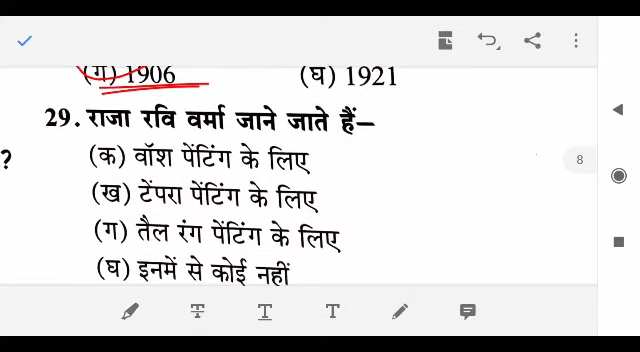 (ग) 1906 (घ) 1921
29. राजा रवि वर्मा जाने जाते हैं–
?
(क) वॉश पेंटिंग के लिए
(ख) टेंपरा पेंटिंग के लिए
(ग) तैल रंग पेंटिंग के लिए
(घ) इनमें से कोई नहीं
8
T T T